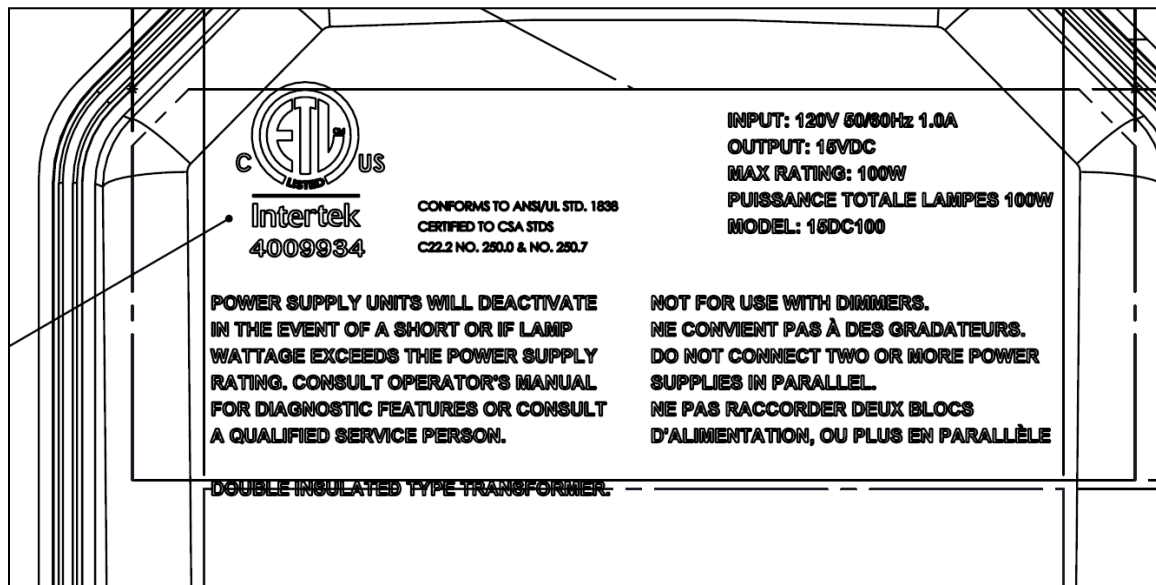 ETL CM
LISTED
C US
Intertek
4009934
CONFORMS TO ANSI/UL STD. 1838
CERTIFIED TO CSA STDS
C22.2 NO. 250.0 & NO. 250.7
INPUT: 120V 50/60Hz 1.0A
OUTPUT: 15VDC
MAX RATING: 100W
PUISSANCE TOTALE LAMPES 100W
MODEL: 15DC100
POWER SUPPLY UNITS WILL DEACTIVATE
IN THE EVENT OF A SHORT OR IF LAMP
WATTAGE EXCEEDS THE POWER SUPPLY
RATING. CONSULT OPERATOR'S MANUAL
FOR DIAGNOSTIC FEATURES OR CONSULT
A QUALIFIED SERVICE PERSON.
DOUBLE INSULATED TYPE TRANSFORMER.
NOT FOR USE WITH DIMMERS.
NE CONVIENT PAS À DES GRADATEURS.
DO NOT CONNECT TWO OR MORE POWER
SUPPLIES IN PARALLEL.
NE PAS RACCORDER DEUX BLOCS
D'ALIMENTATION, OU PLUS EN PARALLÈLE